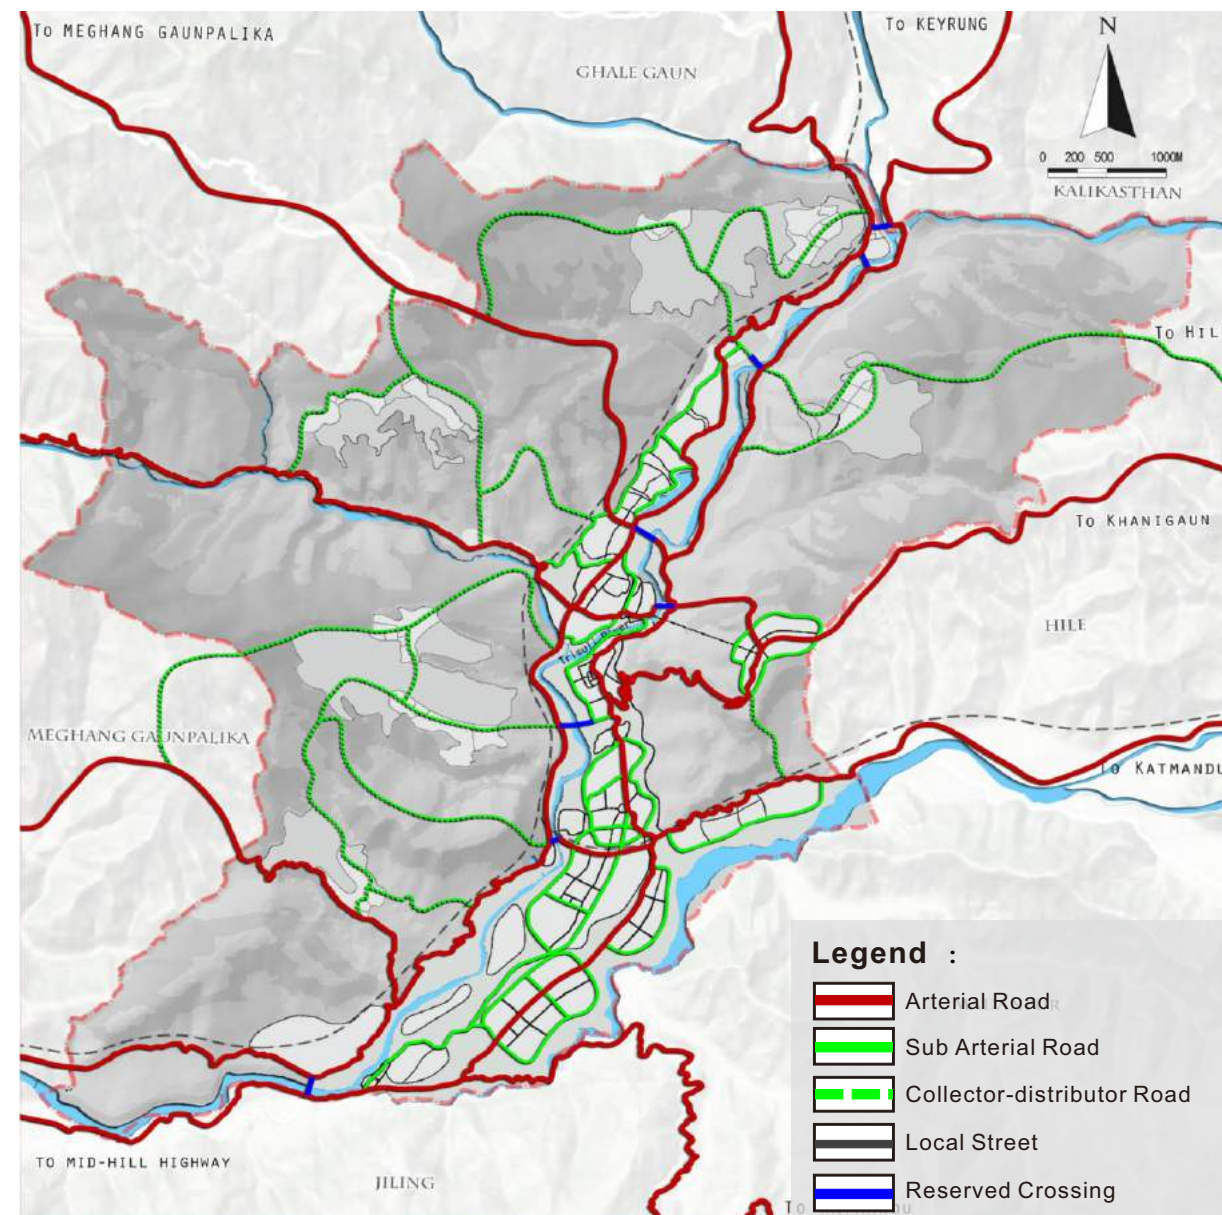 To MEGHANG GAUNPALIKA
To KEYRUNG
N
GHALE GAUN
0 200 500 1000M
KALIKASTHAN
To HIL
To KHANIGAUN
HILE
Trisuli River
MEGHANG GAUNPALIKA
To KATMANDU
Legend :
Arterial Road
Sub Arterial Road
Collector-distributor Road
Local Street
TO MID-HILL HIGHWAY
JILING
Reserved Crossing
To